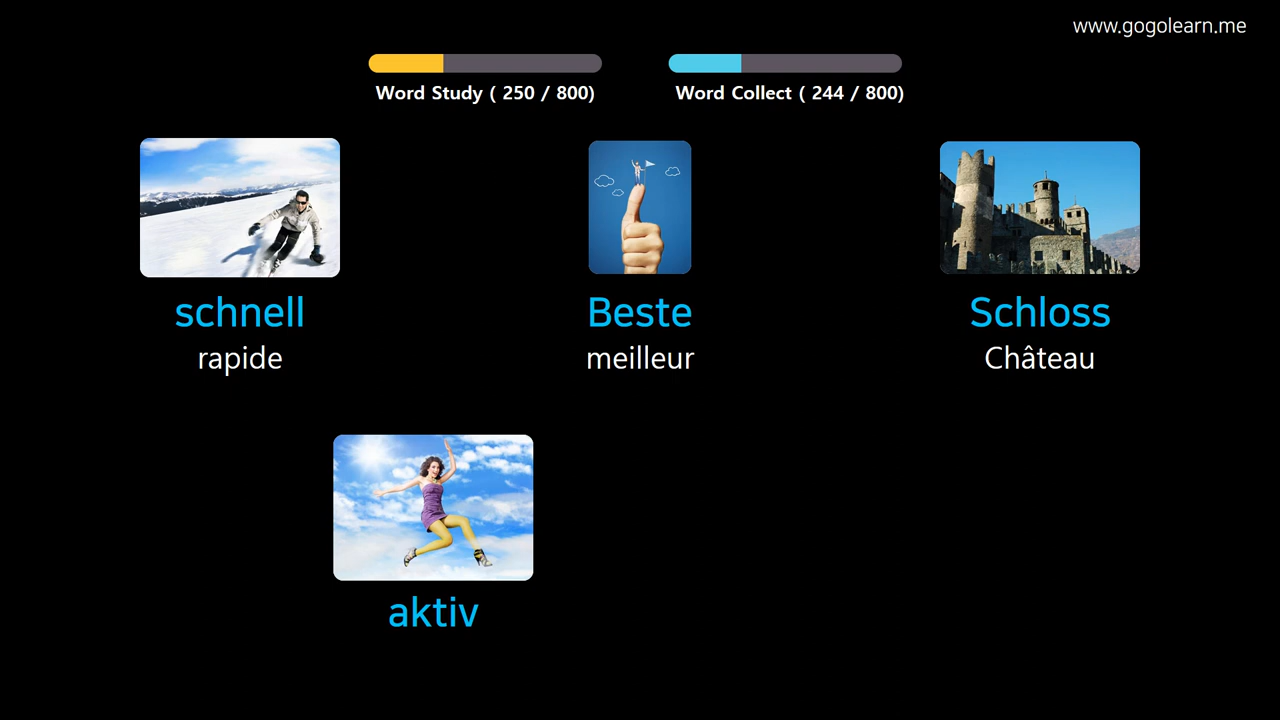 www.gogolearn.me
Word Study ( 250 / 800)
Word Collect ( 244 / 800)
schnell
rapide
Beste
meilleur
Schloss
Château
aktiv